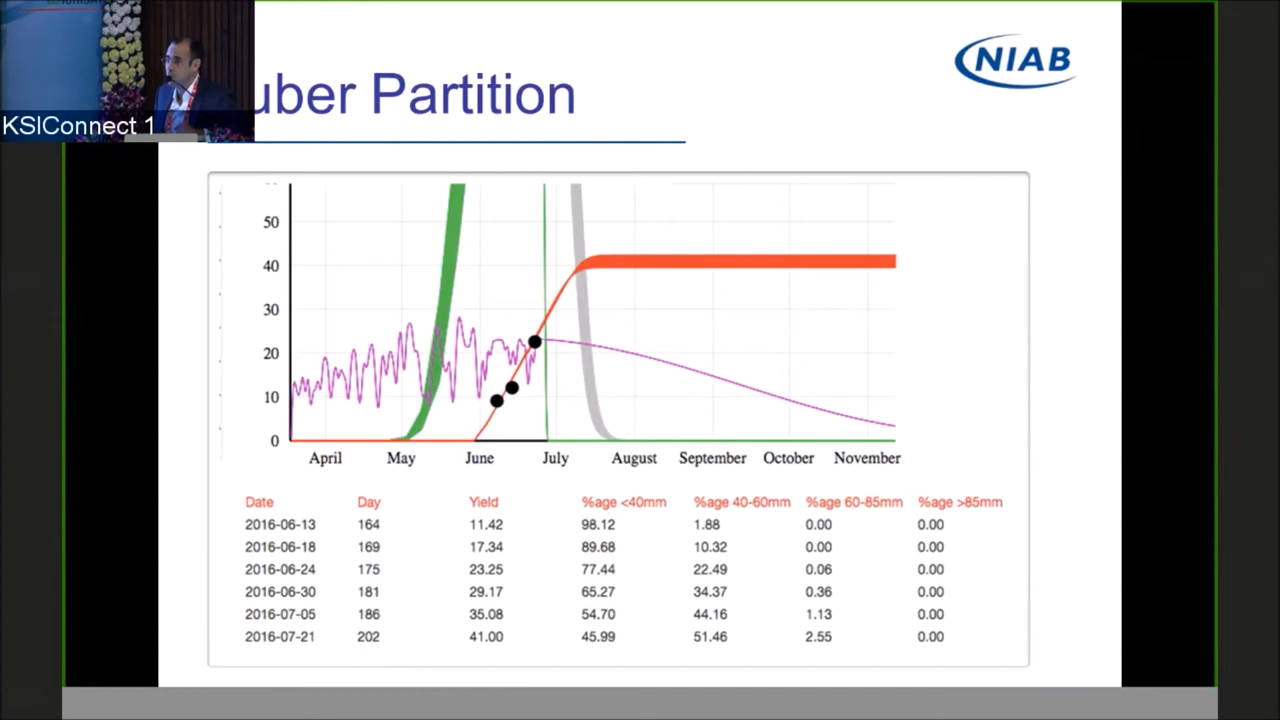 NIAB
uber Partition
KSIConnect 1
50
40
30
20
10
0
April May June July August September October November
Date Day Yield %age <40mm %age 40-60mm %age 60-85mm %age >85mm
2016-06-13 164 11.42 98.12 1.88 0.00 0.00
2016-06-18 169 17.34 89.68 10.32 0.00 0.00
2016-06-24 175 23.25 77.44 22.49 0.06 0.00
2016-06-30 181 29.17 65.27 34.37 0.36 0.00
2016-07-05 186 35.08 54.70 44.16 1.13 0.00
2016-07-21 202 41.00 45.99 51.46 2.55 0.00